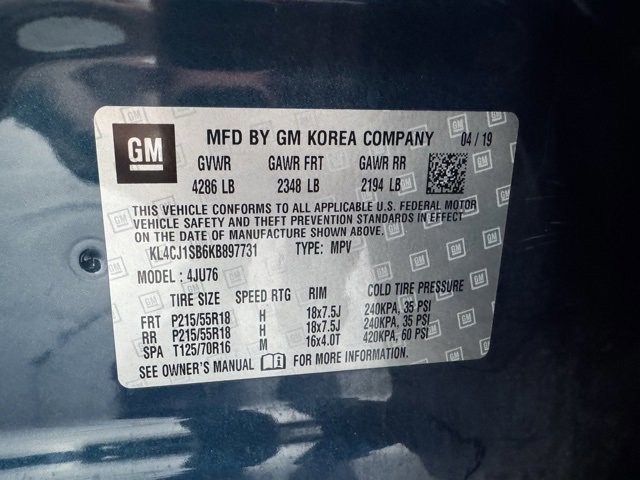 GM MFD BY GM KOREA COMPANY 04 / 19
GVWR GAWR FRT GAWR RR
4286 LB 2348 LB 2194 LB
THIS VEHICLE CONFORMS TO ALL APPLICABLE U.S. FEDERAL MOTOR
VEHICLE SAFETY AND THEFT PREVENTION STANDARDS IN EFFECT
ON THE DATE OF MANUFACTURE SHOWN ABOVE.
KL4CJ1SB6KB897731 TYPE: MPV
MODEL : 4JU76
TIRE SIZE SPEED RTG RIM COLD TIRE PRESSURE
FRT P215/55R18 H 18x7.5J 240KPA, 35 PSI
RR P215/55R18 H 18x7.5J 240KPA, 35 PSI
SPA T125/70R16 M 16x4.0T 420KPA, 60 PSI
SEE OWNER'S MANUAL FOR MORE INFORMATION.